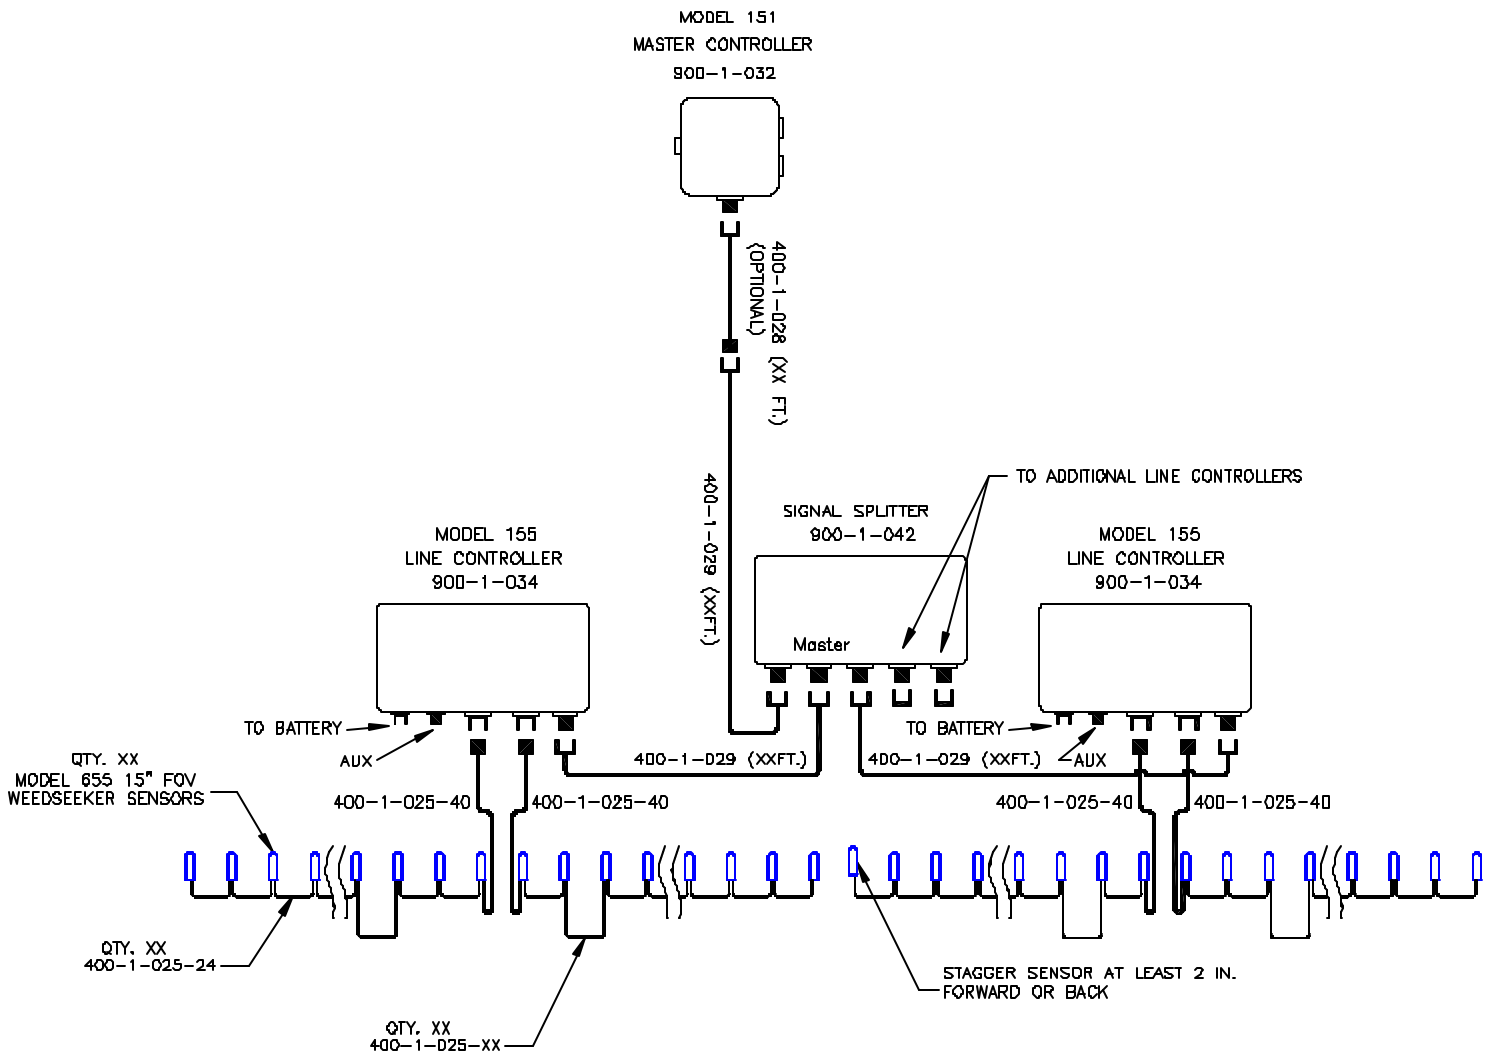 MODEL 151
MASTER CONTROLLER
900-1-032
400-1-028 (XX FT.)
(OPTIONAL)
400-1-029 (XXFT.)
TO ADDITIONAL LINE CONTROLLERS
SIGNAL SPLITTER
900-1-042
Master
MODEL 155
LINE CONTROLLER
900-1-034
MODEL 155
LINE CONTROLLER
900-1-034
TO BATTERY
AUX
TO BATTERY
AUX
400-1-029 (XXFT.)
400-1-029 (XXFT.)
QTY. XX
MODEL 655 15" FOV
WEEDSEEKER SENSORS
400-1-025-40
400-1-025-40
400-1-025-40
400-1-025-40
QTY. XX
400-1-025-24
STAGGER SENSOR AT LEAST 2 IN.
FORWARD OR BACK
QTY. XX
400-1-025-XX